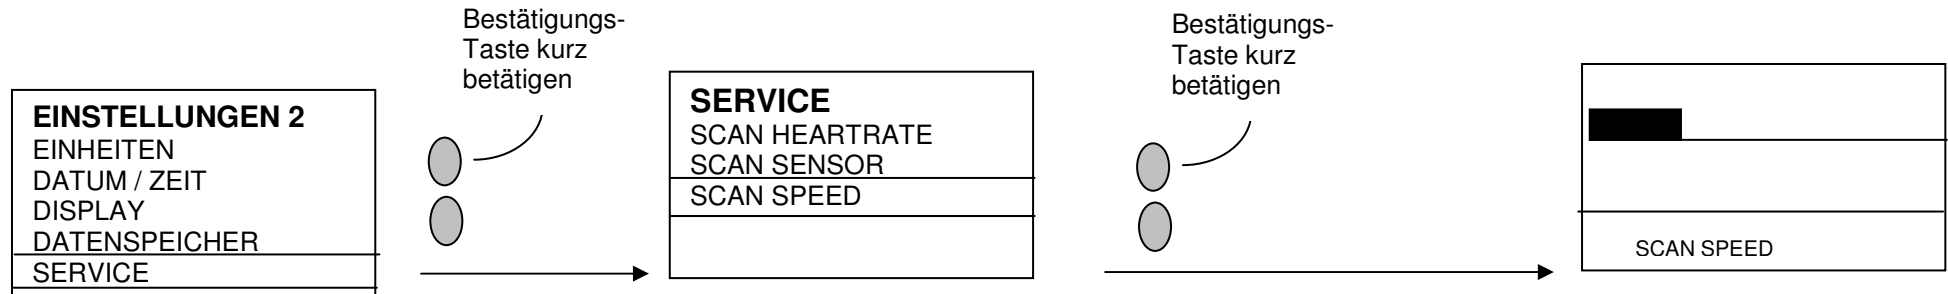 EINSTELLUNGEN 2
EINHEITEN
DATUM / ZEIT
DISPLAY
DATENSPEICHER
SERVICE
Bestätigungs-
Taste kurz
betätigen
SERVICE
SCAN HEARTRATE
SCAN SENSOR
SCAN SPEED
Bestätigungs-
Taste kurz
betätigen
SCAN SPEED